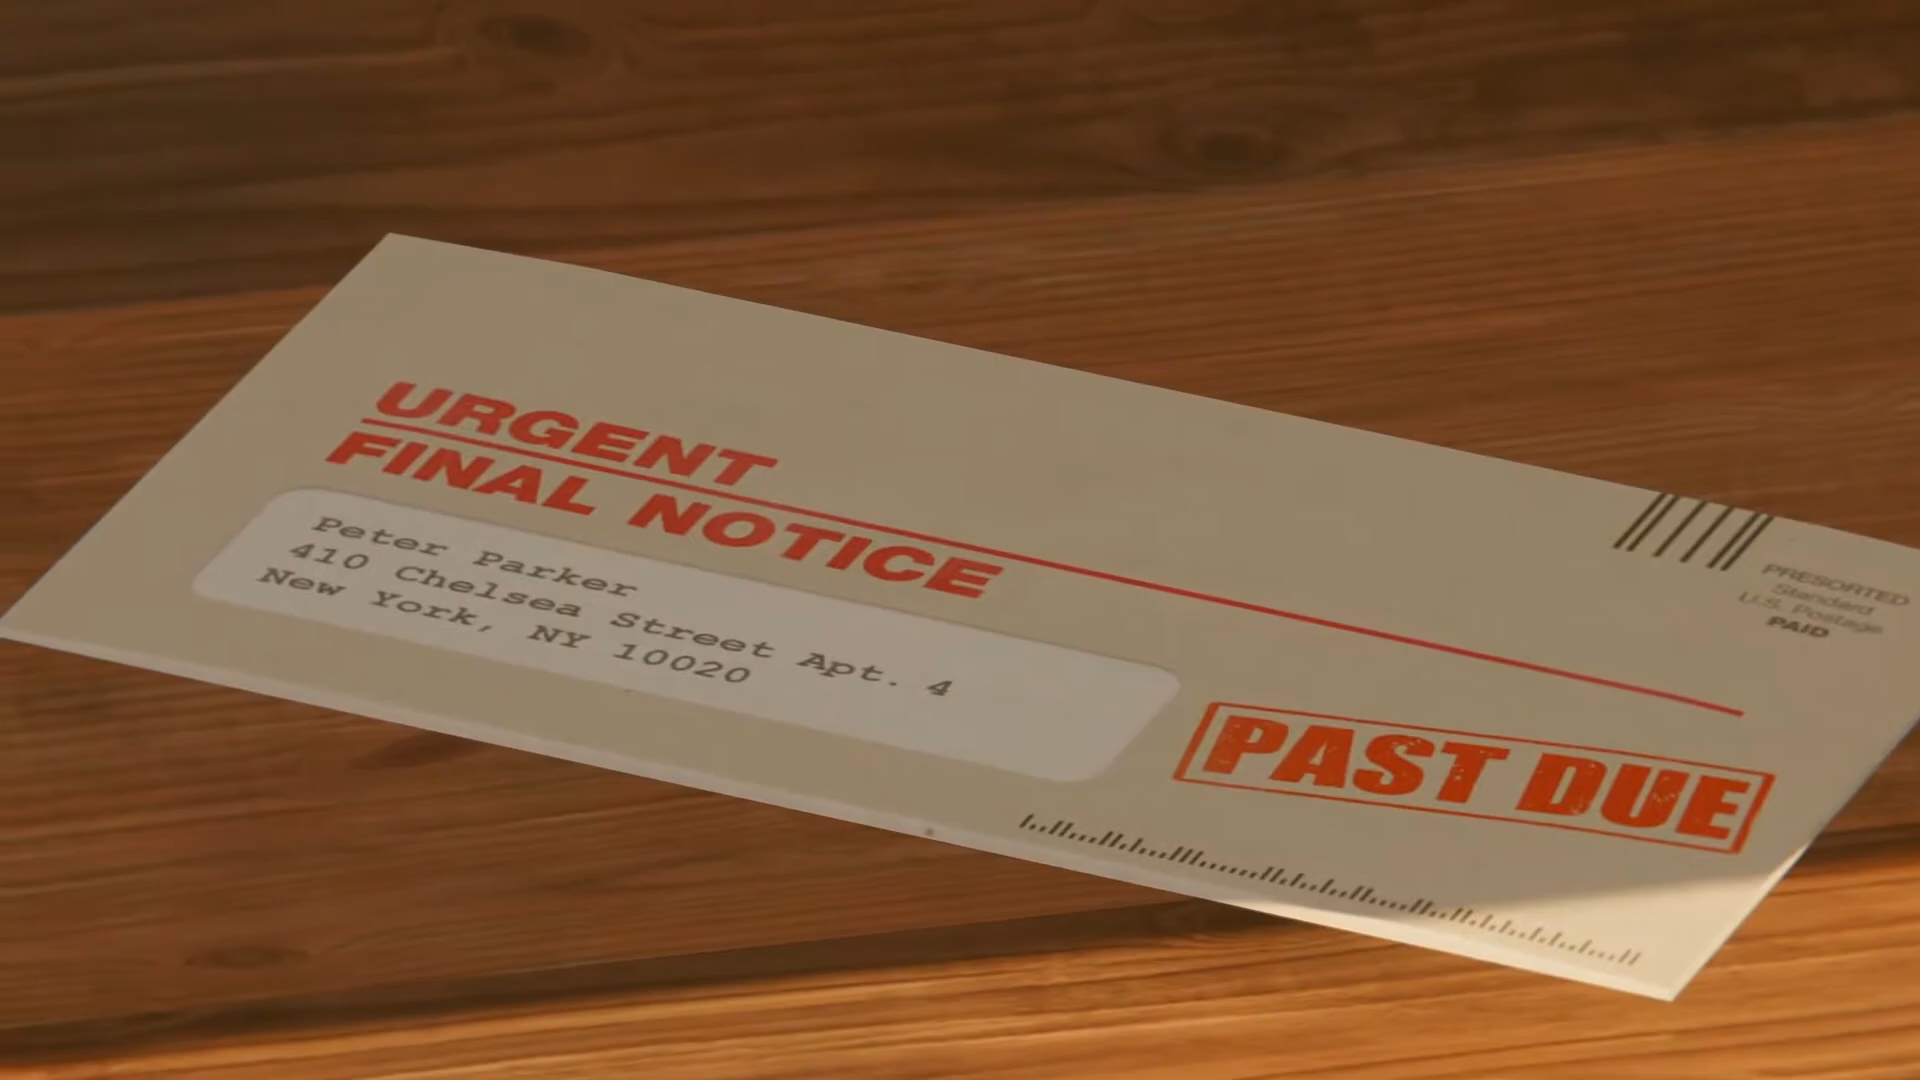 URGENT
FINAL NOTICE
Peter Parker
410 Chelsea Street Apt. 4
New York, NY 10020
PRESORTED
Standard
U.S. Postage
PAID
PAST DUE